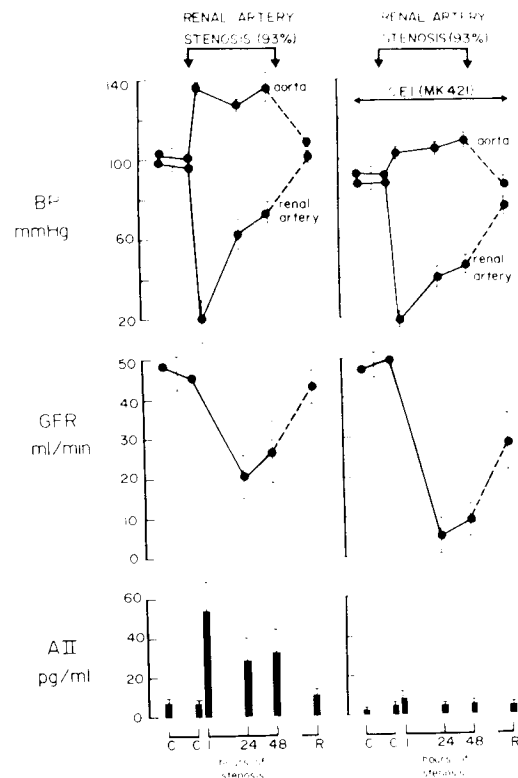 RENAL ARTERY
STENOSIS (93%)
RENAL ARTERY
STENOSIS (93%)
CEI (MK 421)
140
100
60
20
BP
mmHg
aorta
renal
artery
aorta
renal
artery
50
40
30
20
10
0
GFR
ml/min
60
40
20
0
AII
pg/ml
C C 1 24 48 R
hours of
stenosis
C C 1 24 48 R
hours of
stenosis